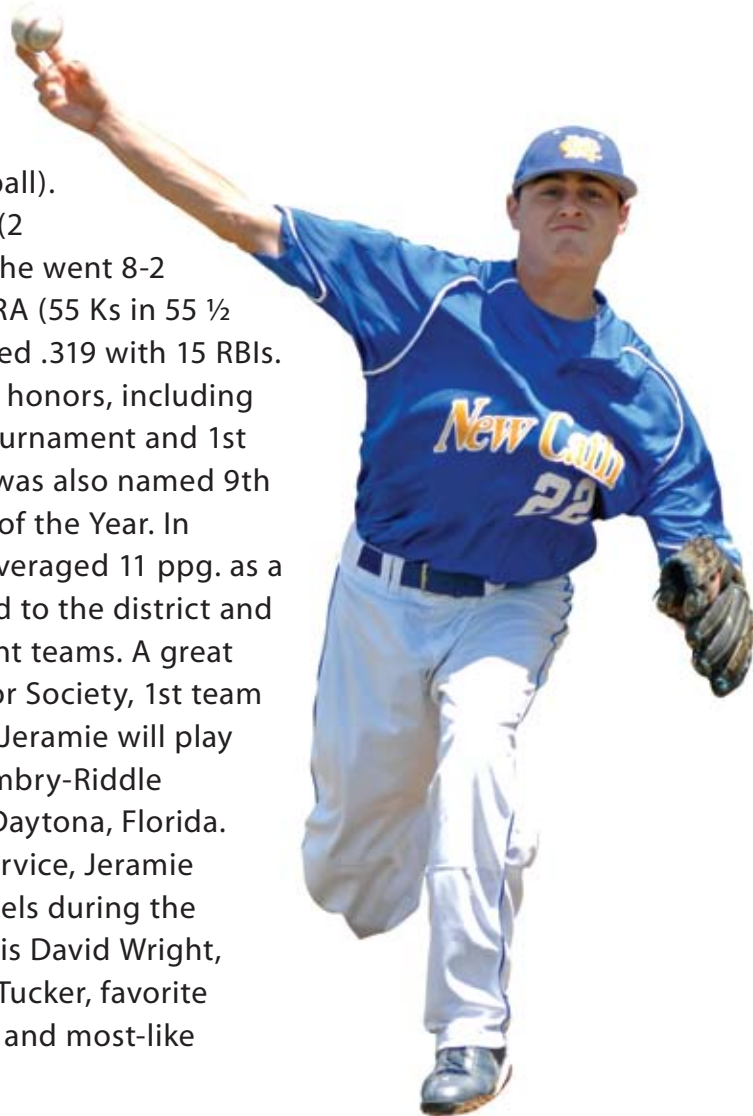 ball).
(2
he went 8-2
RA (55 Ks in 55 ½
ed .319 with 15 RBIs.
honors, including
urnament and 1st
was also named 9th
of the Year. In
veraged 11 ppg. as a
d to the district and
nt teams. A great
or Society, 1st team
Jeramie will play
mbry-Riddle
Daytona, Florida.
rvice, Jeramie
els during the
is David Wright,
Tucker, favorite
and most-like
New Cath
22